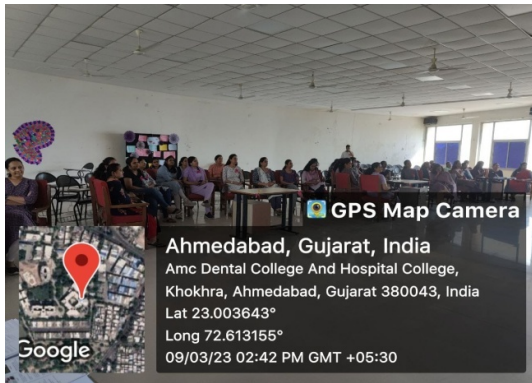 GPS Map Camera
Ahmedabad, Gujarat, India
Amc Dental College And Hospital College,
Khokhra, Ahmedabad, Gujarat 380043, India
Lat 23.003643°
Long 72.613155°
09/03/23 02:42 PM GMT +05:30
Google